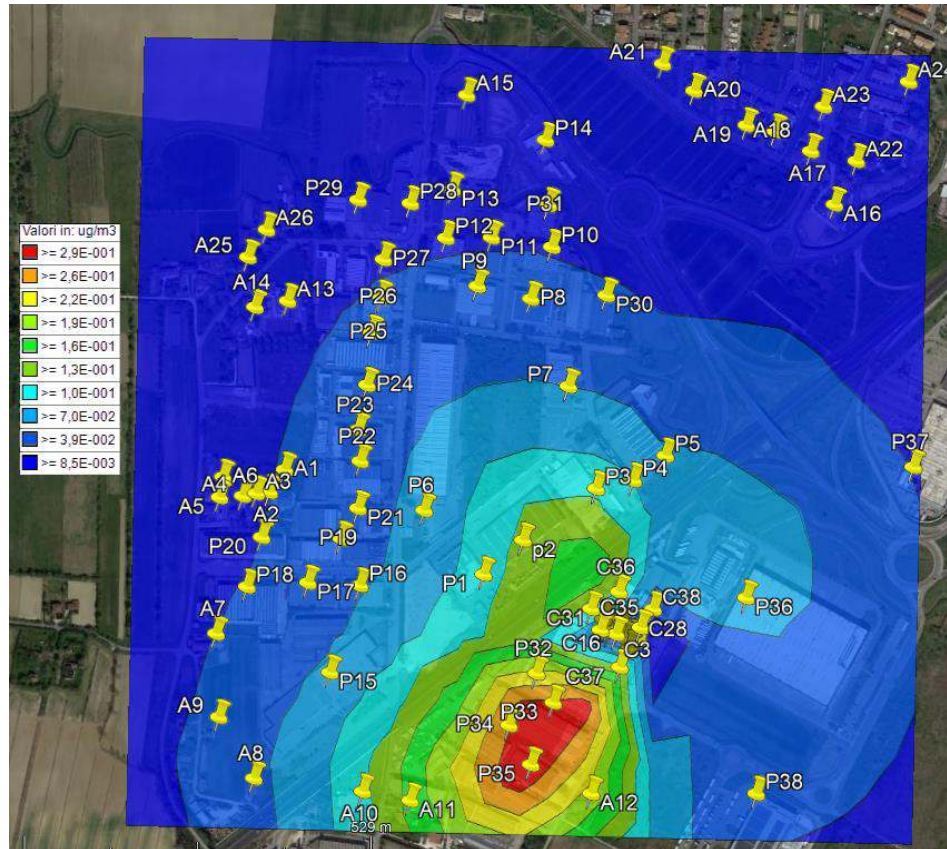 A21
A24
A15
A20
A23
A19
A18
P14
A22
A17
P29
P28
P13
P31
A16
A26
P12
P11
P10
Valori in: ug/m3
>= 2,9E-001
>= 2,6E-001
>= 2,2E-001
>= 1,9E-001
>= 1,6E-001
>= 1,3E-001
>= 1,0E-001
>= 7,0E-002
>= 3,9E-002
>= 8,5E-003
A25
P27
P9
A14
A13
P26
P8
P30
P25
P24
P7
P23
P22
P5
P37
A1
A6
A4
A3
A5
P6
P3
P4
A2
P21
P20
P19
p2
C36
P18
P17
P16
P1
C38
P36
C35
C31
A7
C16
C28
C3
P15
P32
C37
A9
P34
P33
A8
P35
P38
A10
A11
A12
529 m